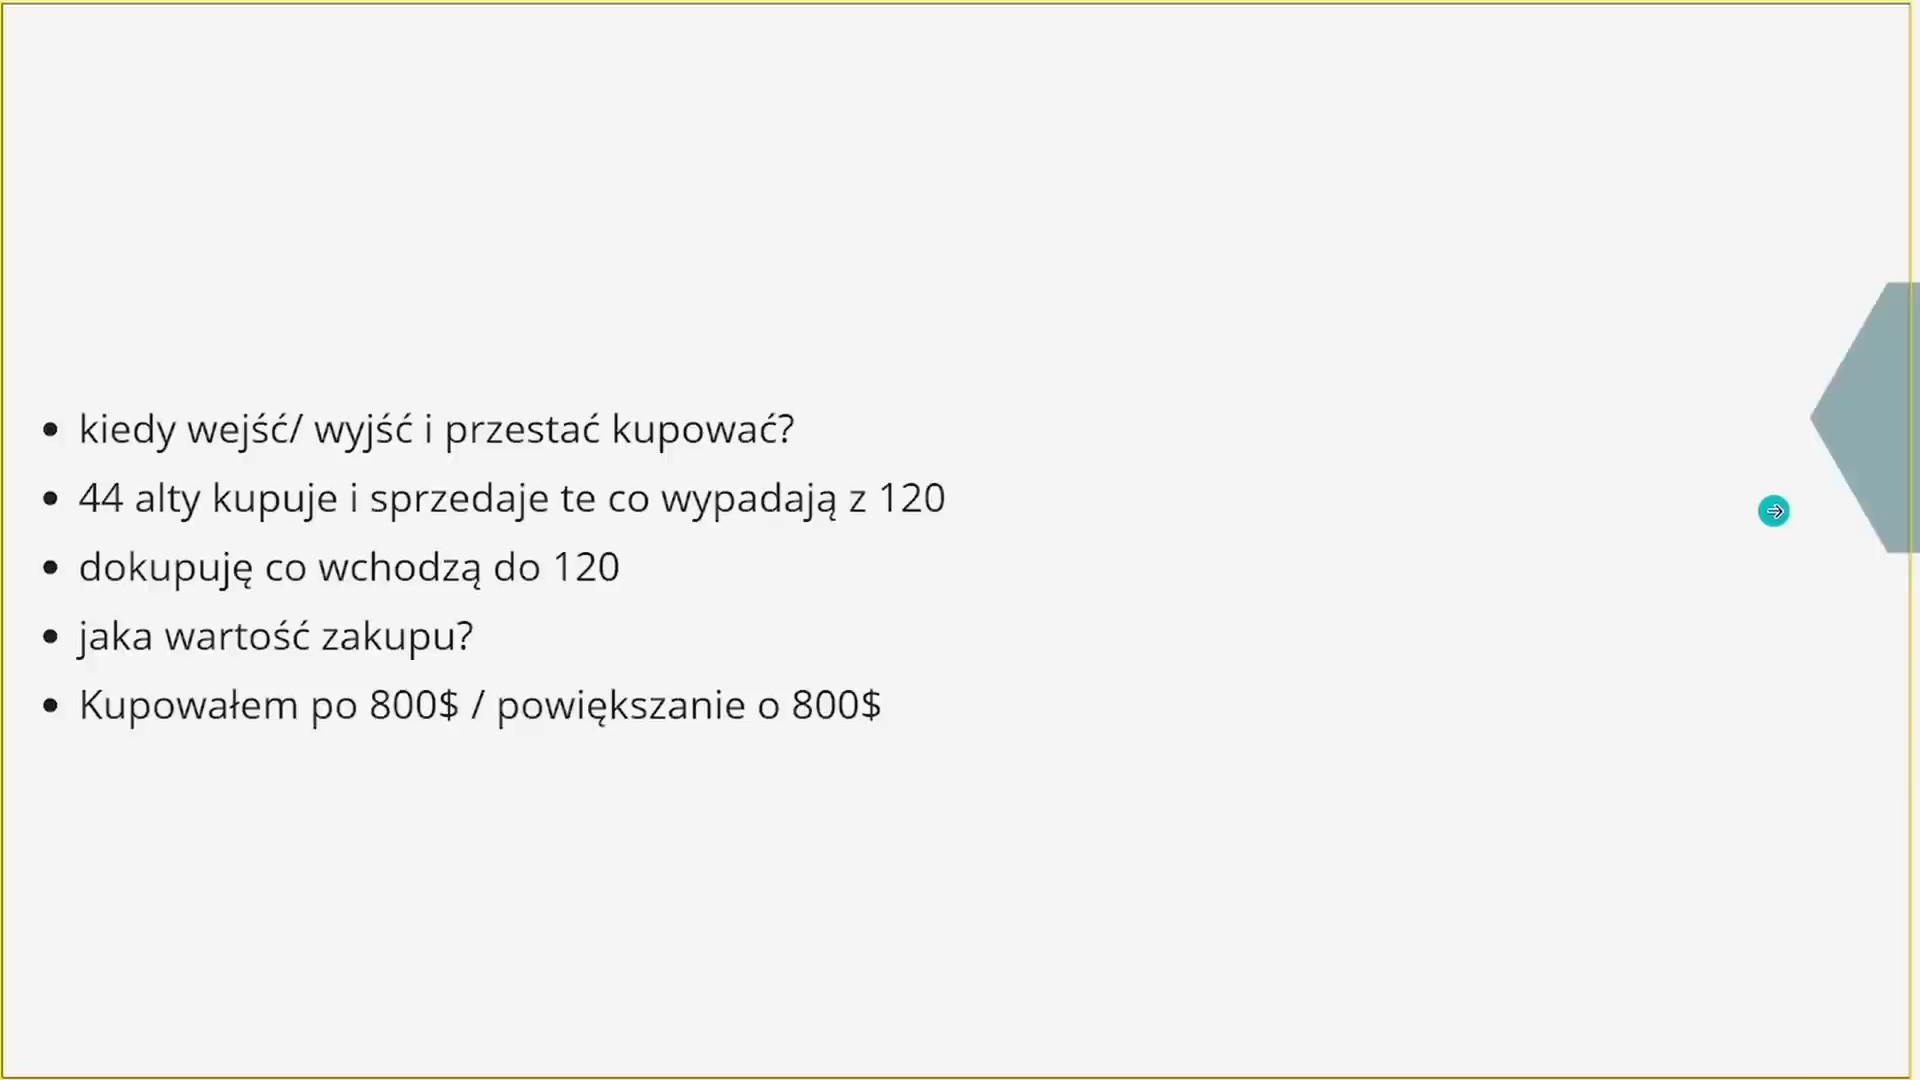 • kiedy wejść/ wyjść i przestać kupować?
• 44 alty kupuje i sprzedaje te co wypadają z 120
• dokupuję co wchodzą do 120
• jaka wartość zakupu?
• Kupowałem po 800$ / powiększanie o 800$